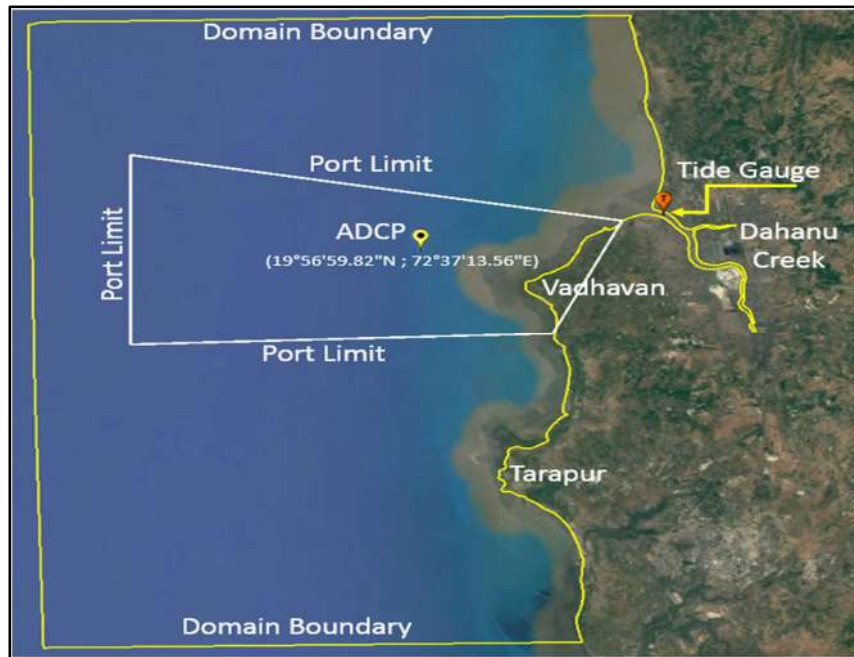 Domain Boundary
Port Limit
Tide Gauge
Port Limit
ADCP
(19°56'59.82"N ; 72°37'13.56"E)
Dahanu
Creek
Vadhavan
Port Limit
Tarapur
Domain Boundary